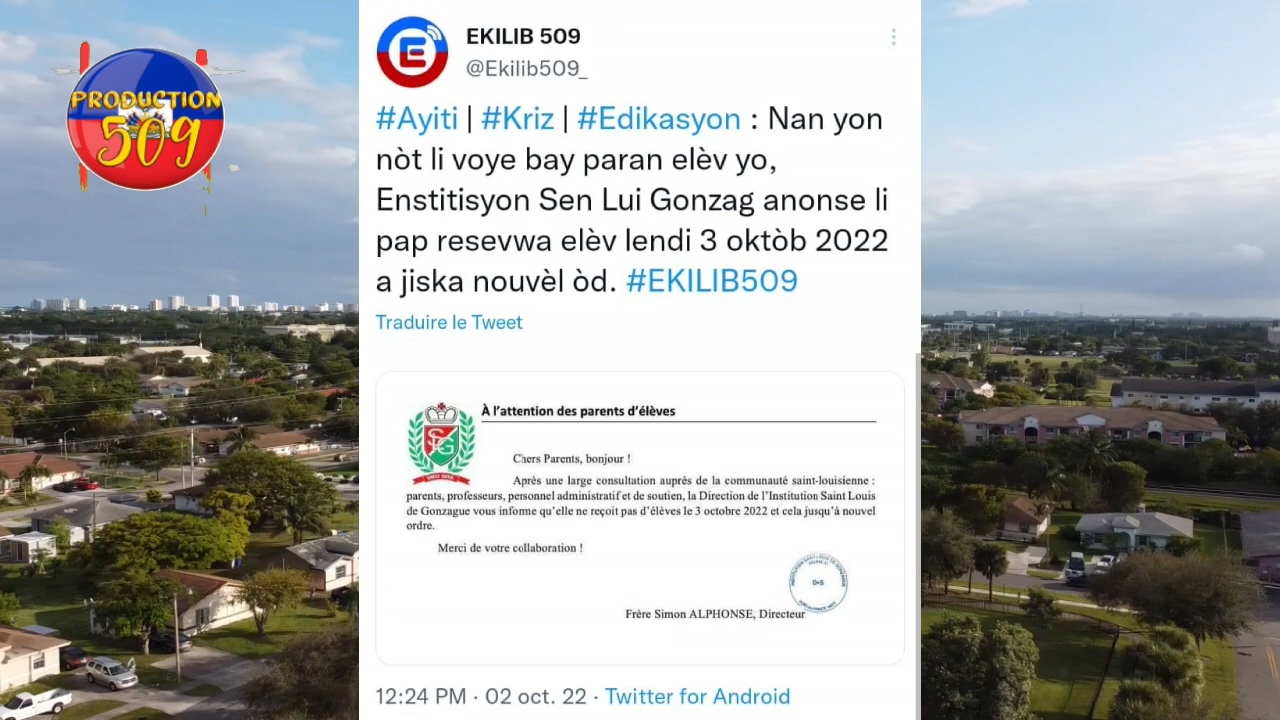 PRODUCTION
509
EKILIB 509
@Ekilib509_
#Ayiti | #Kriz | #Edikasyon : Nan yon
nòt li voye bay paran elèv yo,
Enstitisyon Sen Lui Gonzag anonse li
pap resevwa elèv lendi 3 oktòb 2022
a jiska nouvèl òd. #EKILIB509
Traduire le Tweet
À l'attention des parents d'élèves
Chers Parents, bonjour !
Après une large consultation auprès de la communauté saint-louisienne :
parents, professeurs, personnel administratif et de soutien, la Direction de l'Institution Saint Louis
de Gonzague vous informe qu'elle ne reçoit pas d'élèves le 3 octobre 2022 et cela jusqu'à nouvel
ordre.
Merci de votre collaboration !
Frère Simon ALPHONSE, Directeur
12:24 PM · 02 oct. 22 · Twitter for Android